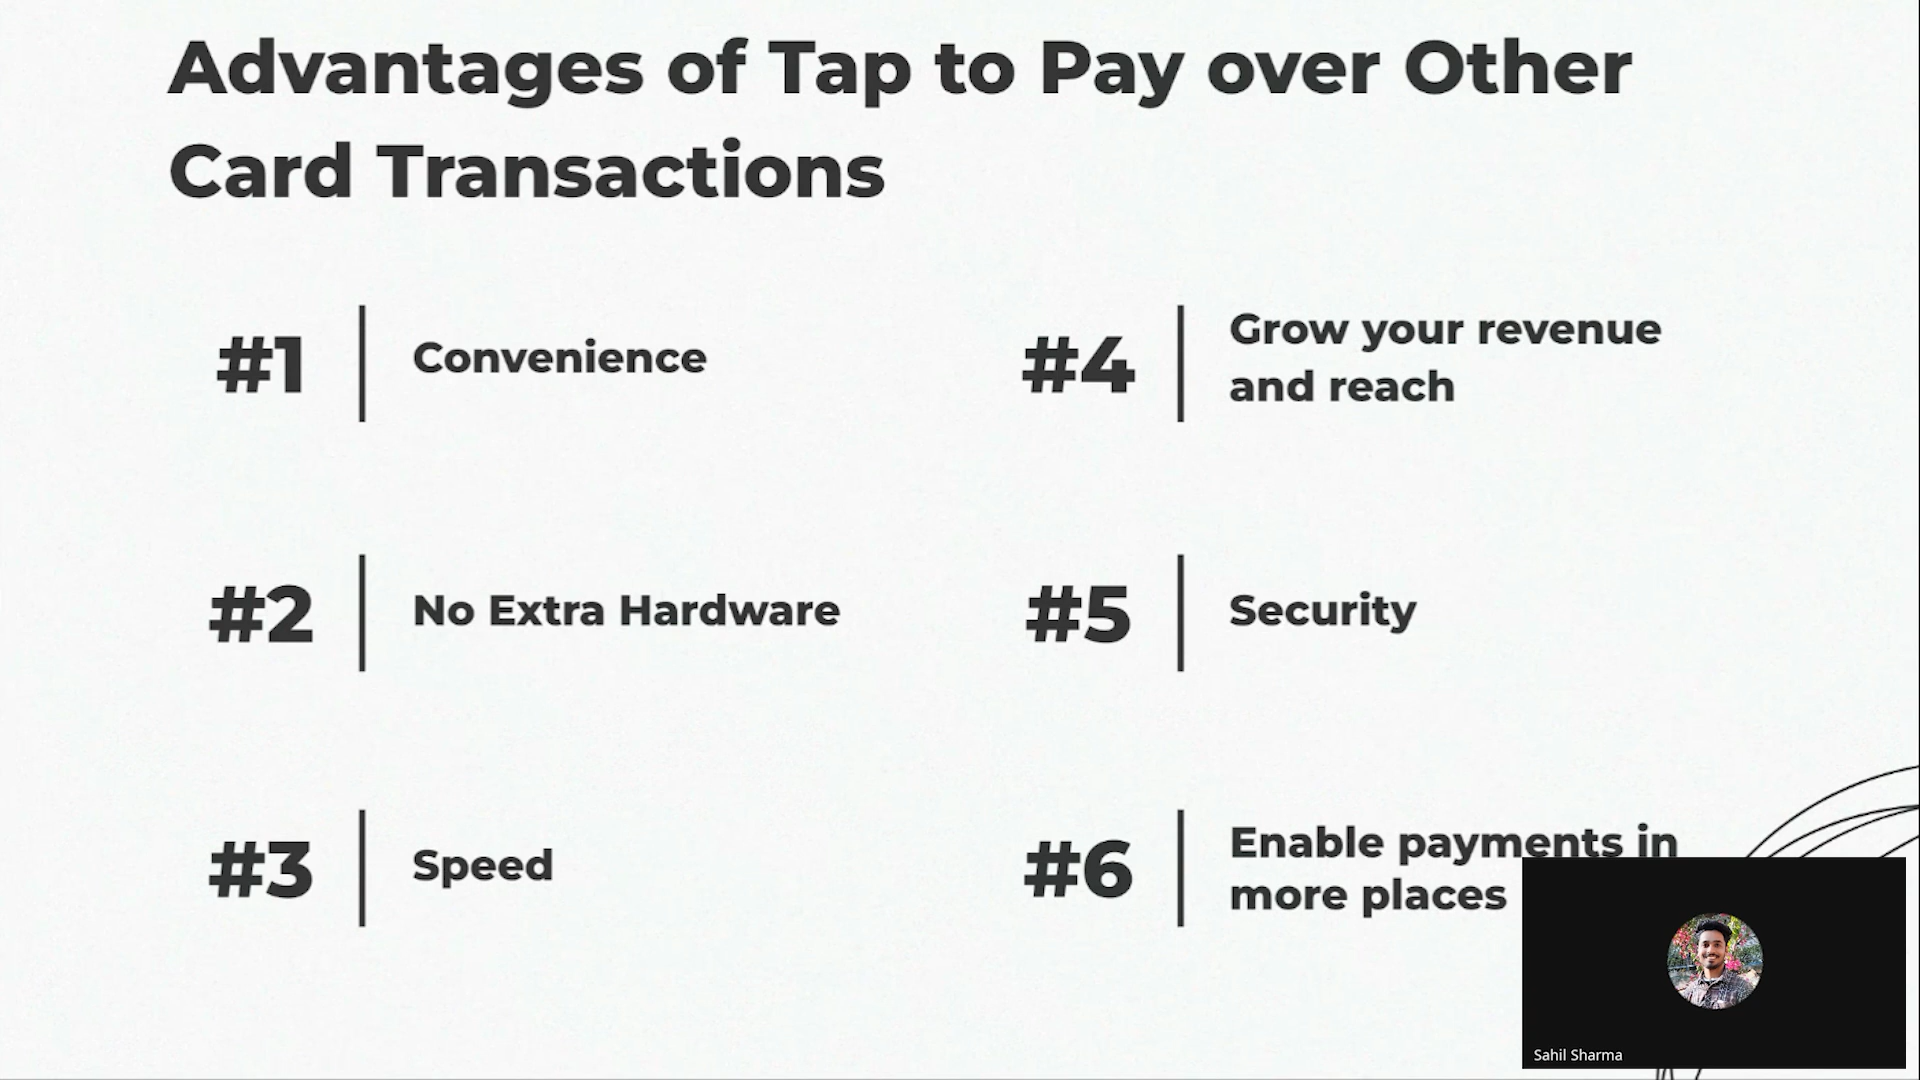 Advantages of Tap to Pay over Other
Card Transactions
#1
Convenience
#2
No Extra Hardware
#3
Speed
#4
Grow your revenue
and reach
#5
Security
#6
Enable payments in
more places
Sahil Sharma